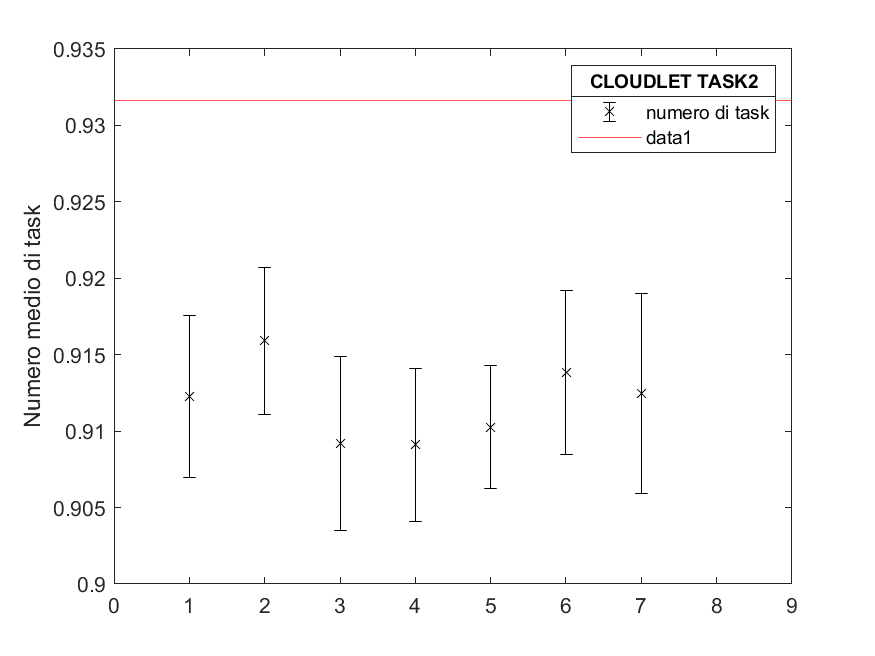 0.935
0.93
0.925
0.92
0.915
0.91
0.905
0.9
Numero medio di task
CLOUDLET TASK2
numero di task
data1
0 1 2 3 4 5 6 7 8 9